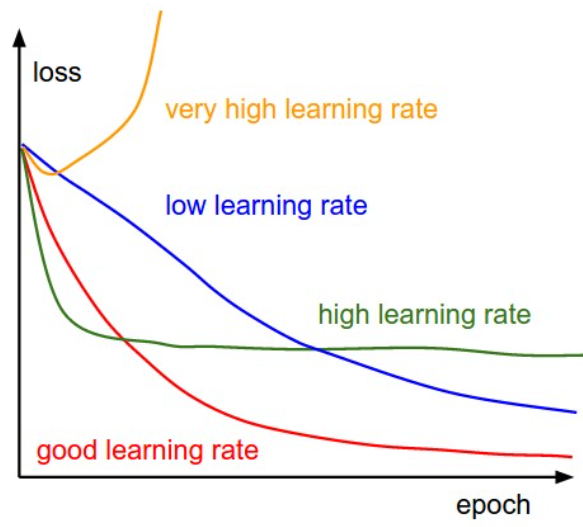 loss
very high learning rate
low learning rate
high learning rate
good learning rate
epoch